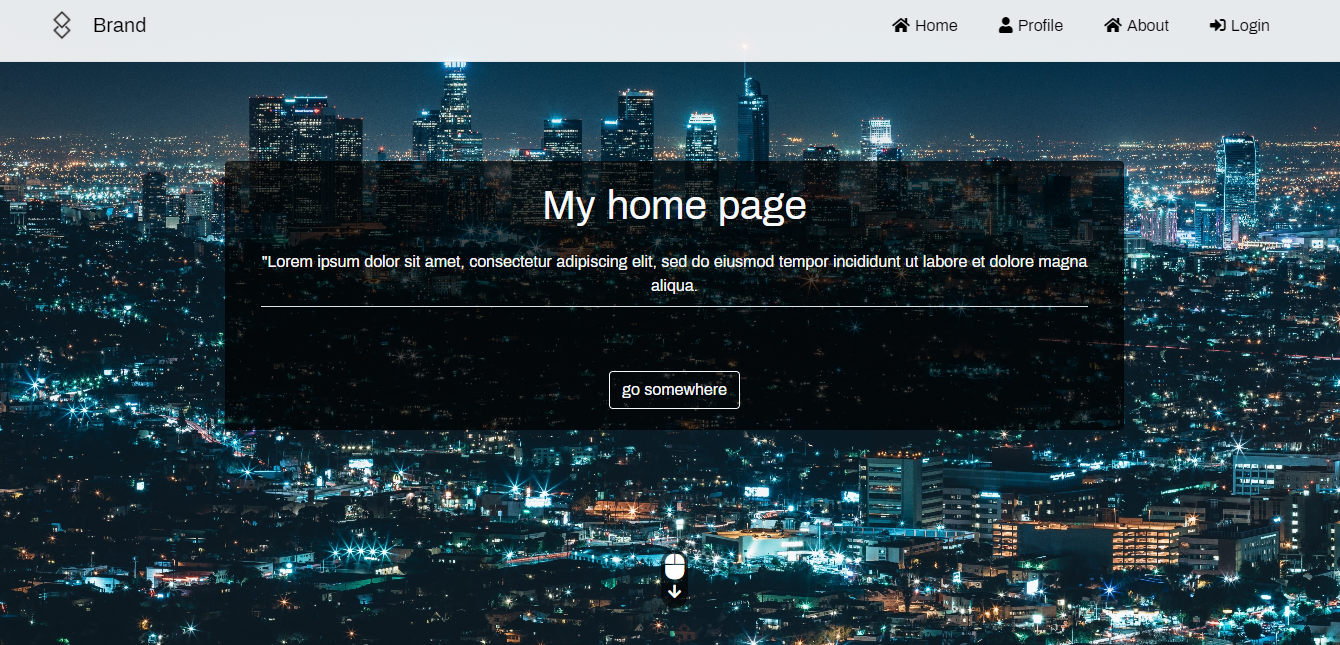 Brand
Home
Profile
About
Login
My home page
"Lorem ipsum dolor sit amet, consectetur adipiscing elit, sed do eiusmod tempor incididunt ut labore et dolore magna
aliqua.
go somewhere